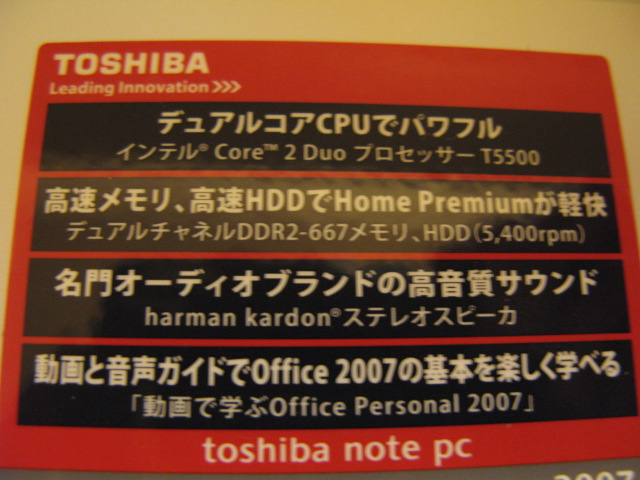 TOSHIBA
Leading Innovation >>>
デュアルコアCPUでパワフル
インテル® Core™ 2 Duo プロセッサー T5500
高速メモリ、高速HDDでHome Premiumが軽快
デュアルチャネルDDR2-667メモリ、HDD(5,400rpm)
名門オーディオブランドの高音質サウンド
harman kardon®ステレオスピーカ
動画と音声ガイドでOffice 2007の基本を楽しく学べる
「動画で学ぶOffice Personal 2007」
toshiba note pc
2007